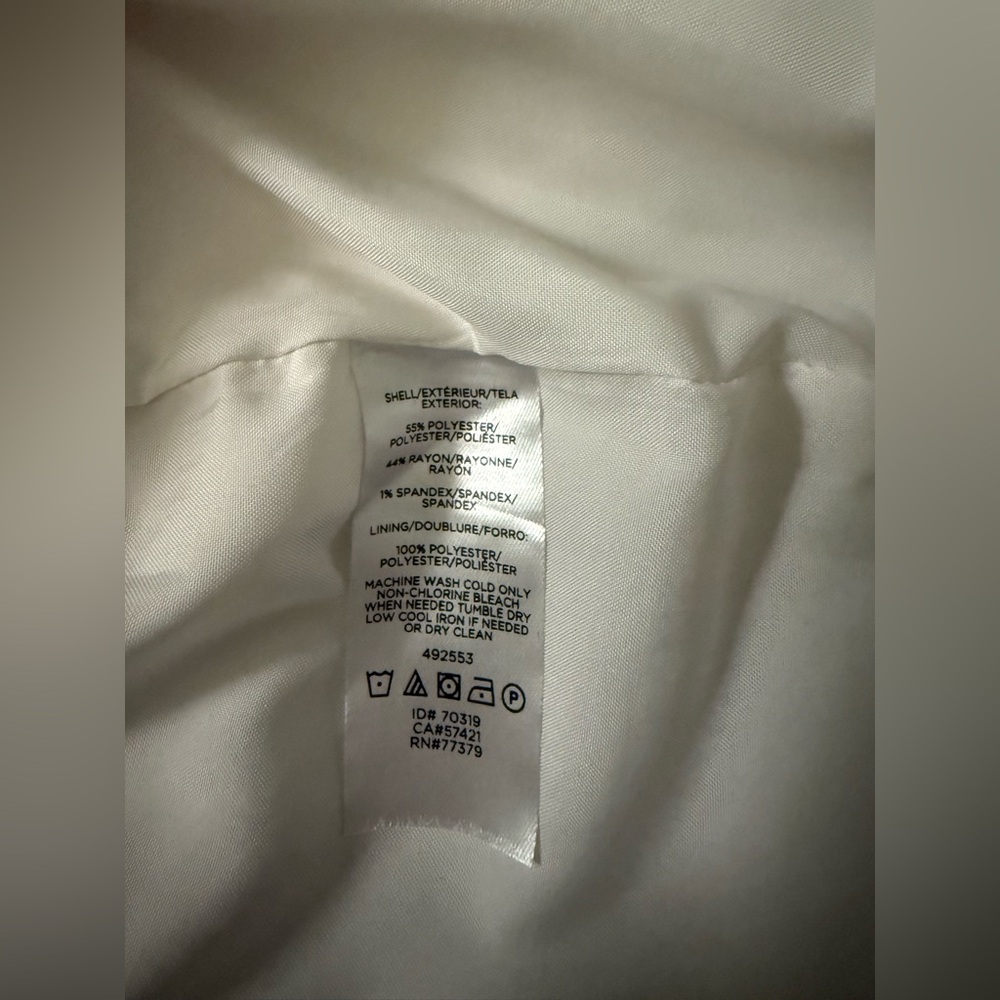 SHELL/EXTÉRIEUR/TELA
EXTERIOR:
55% POLYESTER/
POLYESTER/POLIÉSTER
44% RAYON/RAYONNE/
RAYÓN
1% SPANDEX/SPANDEX/
SPANDEX
LINING/DOUBLURE/FORRO:
100% POLYESTER/
POLYESTER/POLIÉSTER
MACHINE WASH COLD ONLY
NON-CHLORINE BLEACH
WHEN NEEDED TUMBLE DRY
LOW COOL IRON IF NEEDED
OR DRY CLEAN
492553
P
ID# 70319
CA#57421
RN#77379